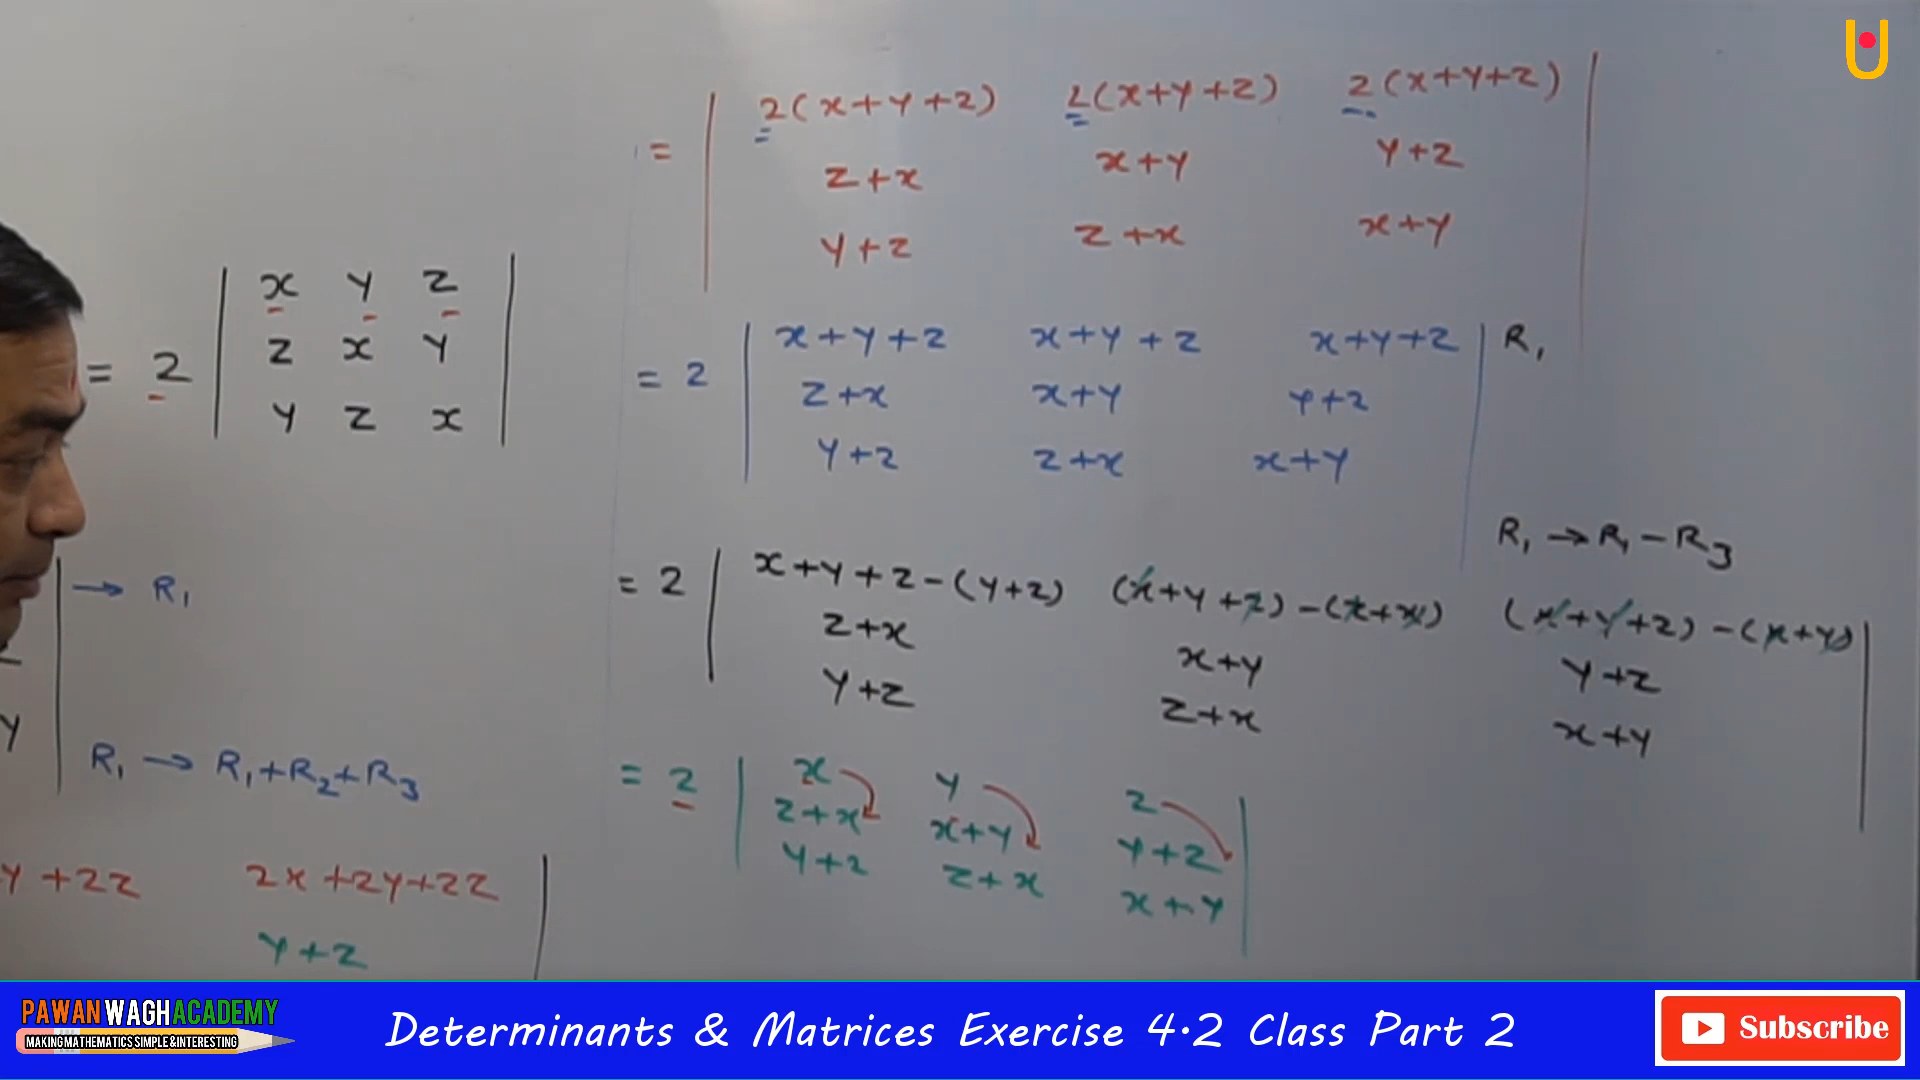 = | 2(x+y+z) 2(x+y+z) 2(x+y+z) |
z+x x+y y+z
y+z z+x x+y
= 2 | x y z |
z x y
y z x
= 2 | x+y+z x+y+z x+y+z | R₁
z+x x+y y+z
y+z z+x x+y
R₁ → R₁ - R₃
= 2 | x+y+z-(y+z) (x+y+z)-(z+x) (x+y+z)-(x+y) |
z+x x+y y+z
y+z z+x x+y
→ R₁
y
R₁ → R₁+R₂+R₃
= 2 | x y z |
z+x x+y y+z
y+z z+x x+y
y+2z 2x+2y+2z
y+z
PAWAN WAGH ACADEMY
MAKING MATHEMATICS SIMPLE & INTERESTING
Determinants & Matrices Exercise 4.2 Class Part 2
Subscribe